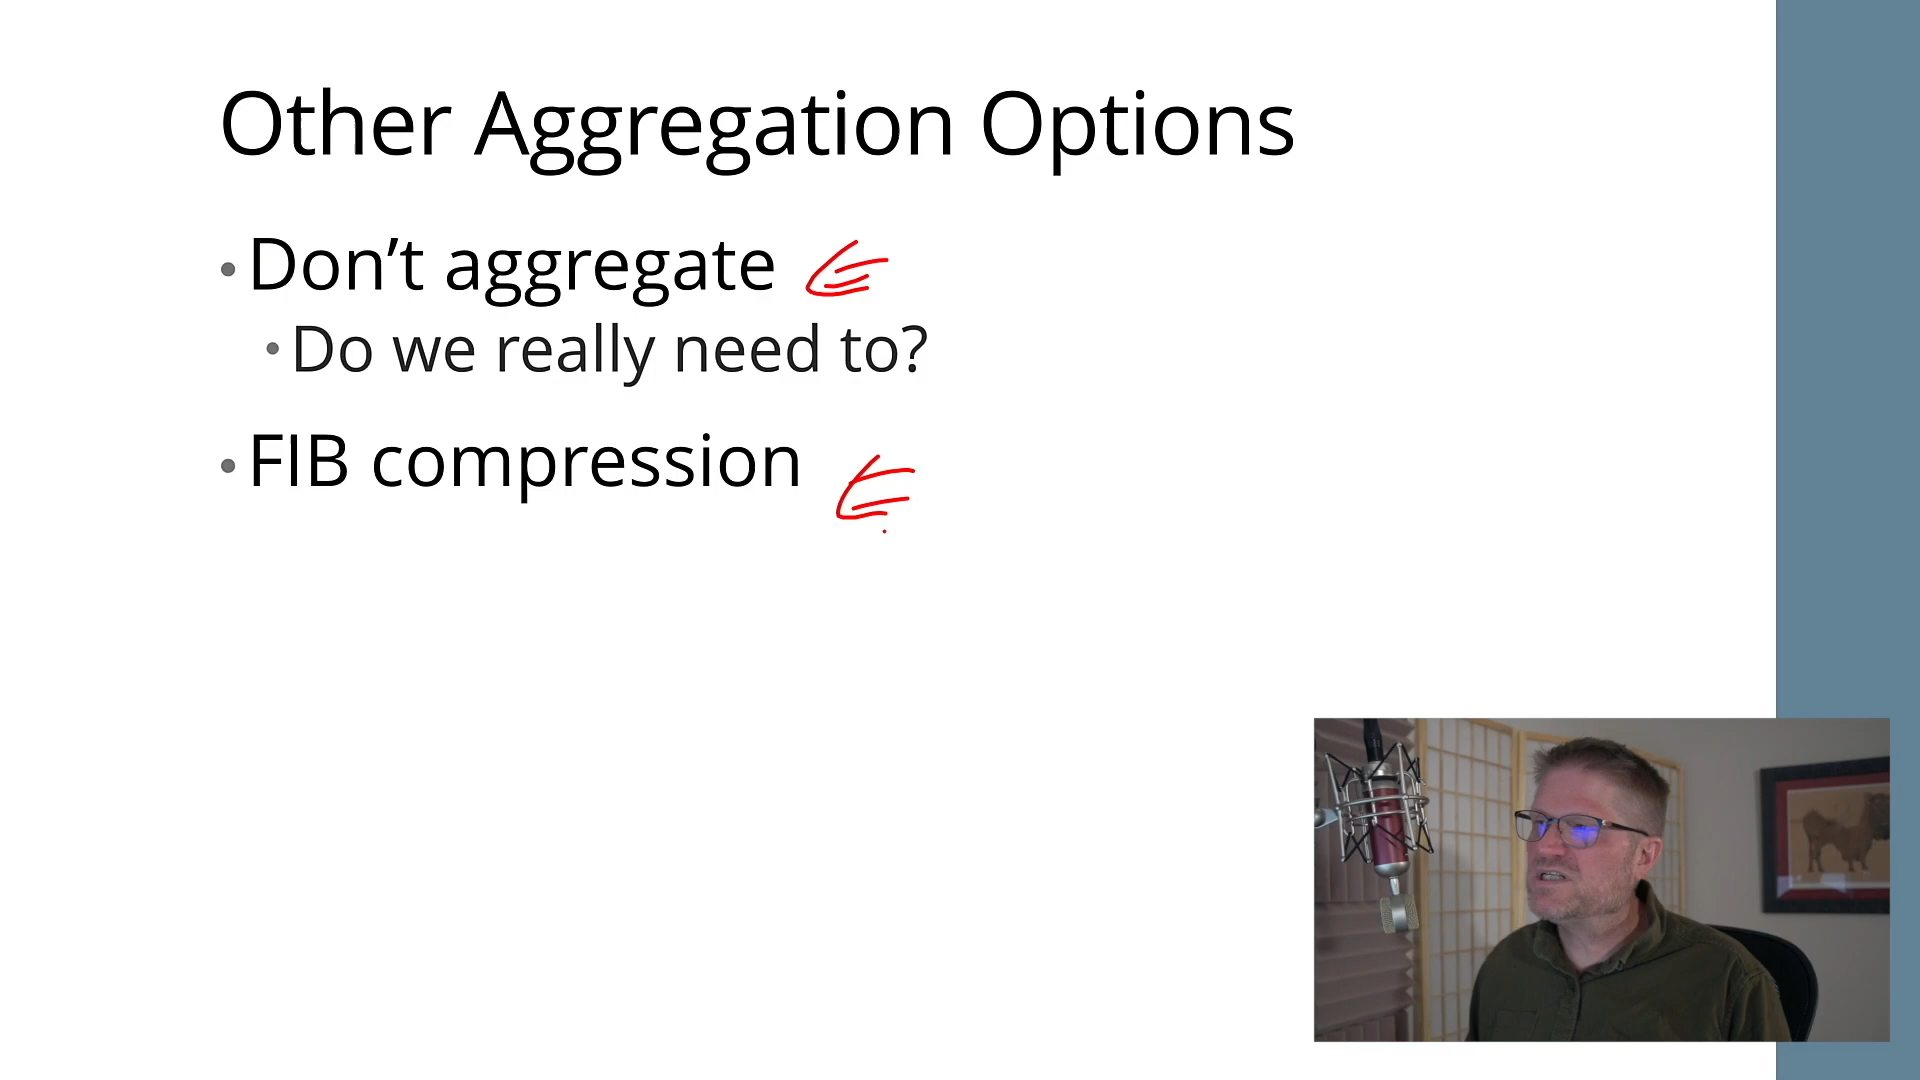 Other Aggregation Options
• Don’t aggregate
• Do we really need to?
• FIB compression